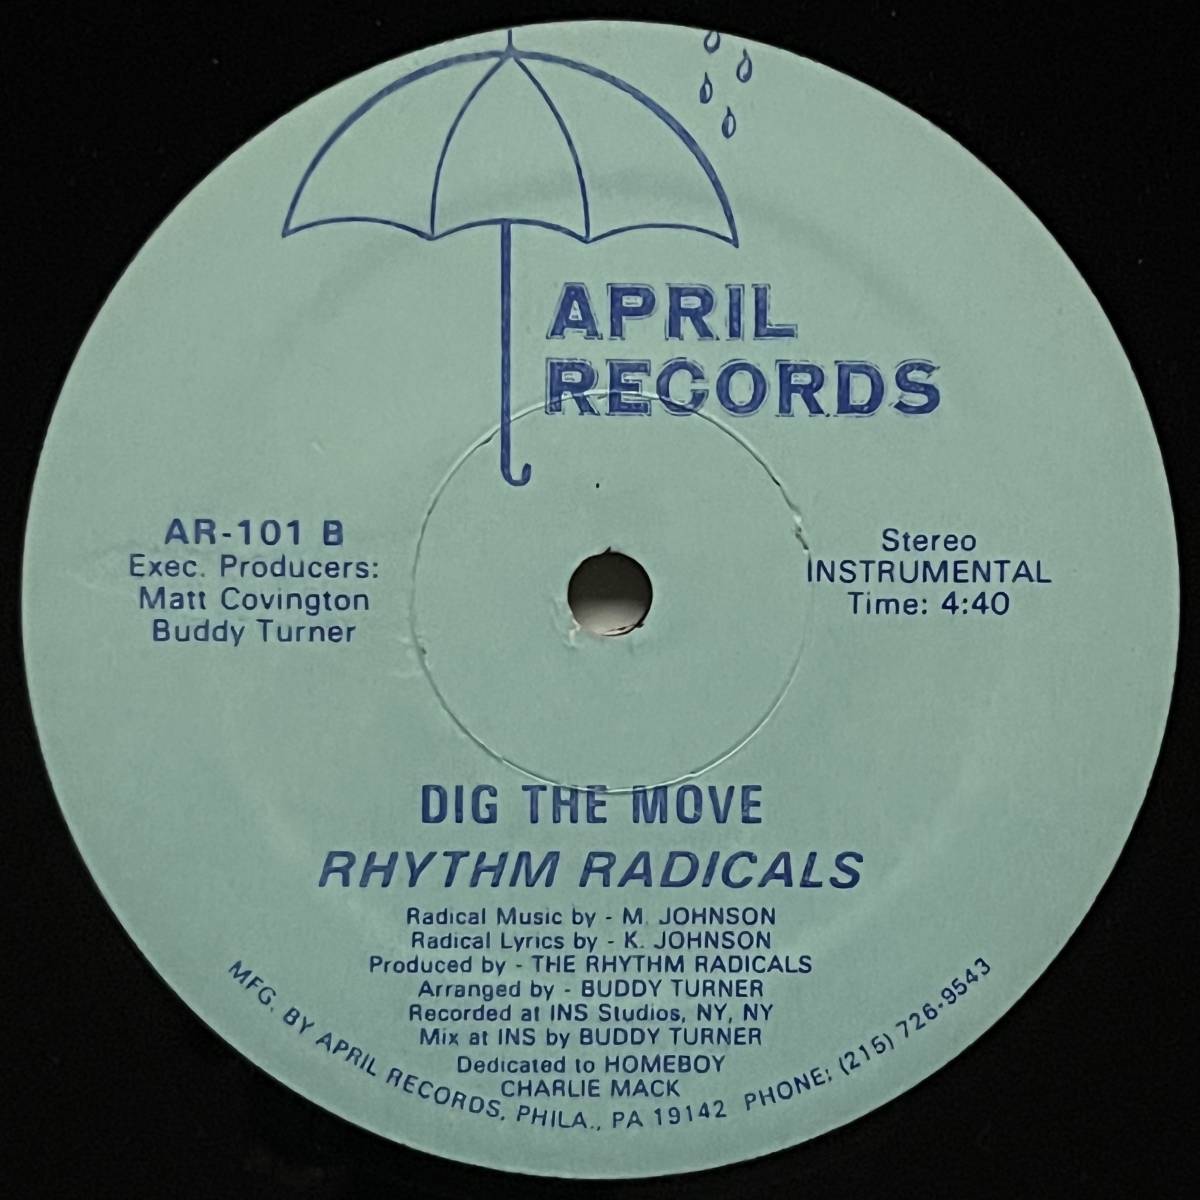 APRIL
RECORDS
AR-101 B
Exec. Producers:
Matt Covington
Buddy Turner
Stereo
INSTRUMENTAL
Time: 4:40
DIG THE MOVE
RHYTHM RADICALS
Radical Music by - M. JOHNSON
Radical Lyrics by - K. JOHNSON
Produced by - THE RHYTHM RADICALS
Arranged by - BUDDY TURNER
Recorded at INS Studios, NY, NY
Mix at INS by BUDDY TURNER
Dedicated to HOMEBOY
CHARLIE MACK
MFG. BY APRIL RECORDS, PHILA., PA 19142 PHONE: (215) 726-9543